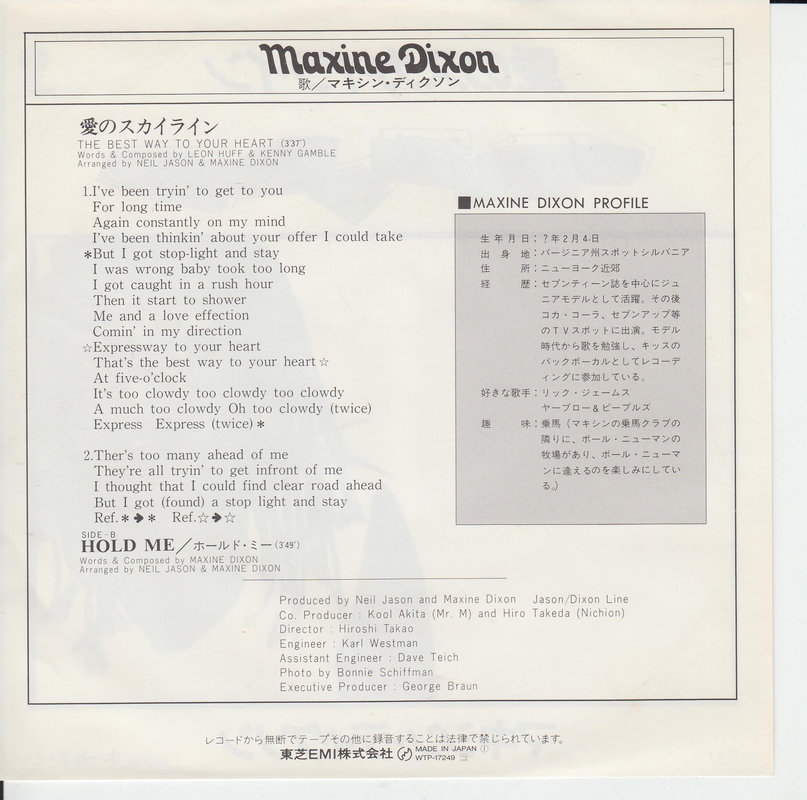 Maxine Dixon
歌／マキシン・ディクソン
愛のスカイライン
THE BEST WAY TO YOUR HEART (3'37")
Words & Composed by LEON HUFF & KENNY GAMBLE
Arranged by NEIL JASON & MAXINE DIXON
1.I've been tryin' to get to you
For long time
Again constantly on my mind
I've been thinkin' about your offer I could take
*But I got stop-light and stay
I was wrong baby took too long
I got caught in a rush hour
Then it start to shower
Me and a love effection
Comin' in my direction
☆Expressway to your heart
That's the best way to your heart☆
At five-o'clock
It's too clowdy too clowdy too clowdy
A much too clowdy Oh too clowdy (twice)
Express Express (twice)*
2.Ther's too many ahead of me
They're all tryin' to get infront of me
I thought that I could find clear road ahead
But I got (found) a stop light and stay
Ref.*➔* Ref.☆➔☆
SIDE-B
HOLD ME／ホールド・ミー(3'49")
Words & Composed by MAXINE DIXON
Arranged by NEIL JASON & MAXINE DIXON
■MAXINE DIXON PROFILE
生年月日：?年2月4日
出身地：バージニア州スポットシルバニア
住所：ニューヨーク近郊
経歴：セブンティーン誌を中心にジュ
ニアモデルとして活躍。その後
コカ・コーラ、セブンアップ等
のTVスポットに出演。モデル
時代から歌を勉強し、キッスの
バックボーカルとしてレコーデ
ィングに参加している。
好きな歌手：リック・ジェームス
ヤーブロー&ピープルズ
趣味：乗馬（マキシンの乗馬クラブの
隣りに、ポール・ニューマンの
牧場があり、ポール・ニューマ
ンに逢えるのを楽しみにしてい
る。）
Produced by Neil Jason and Maxine Dixon Jason/Dixon Line
Co. Producer : Kool Akita (Mr. M) and Hiro Takeda (Nichion)
Director : Hiroshi Takao
Engineer : Karl Westman
Assistant Engineer : Dave Teich
Photo by Bonnie Schiffman
Executive Producer : George Braun
レコードから無断でテープその他に録音することは法律で禁じられています。
東芝EMI株式会社 MADE IN JAPAN
WTP-17249